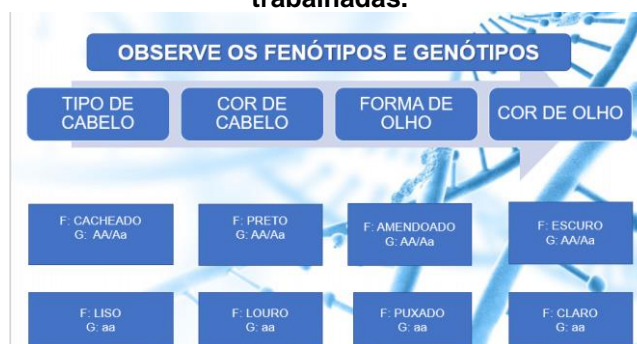 trabalhadas.
OBSERVE OS FENÓTIPOS E GENÓTIPOS
TIPO DE
CABELO
COR DE
CABELO
FORMA DE
OLHO
COR DE OLHO
F: CACHEADO
G: AA/Aa
F: PRETO
G: AA/Aa
F: AMENDOADO
G: AA/Aa
F: ESCURO
G: AA/Aa
F: LISO
G: aa
F: LOURO
G: aa
F: PUXADO
G: aa
F: CLARO
G: aa